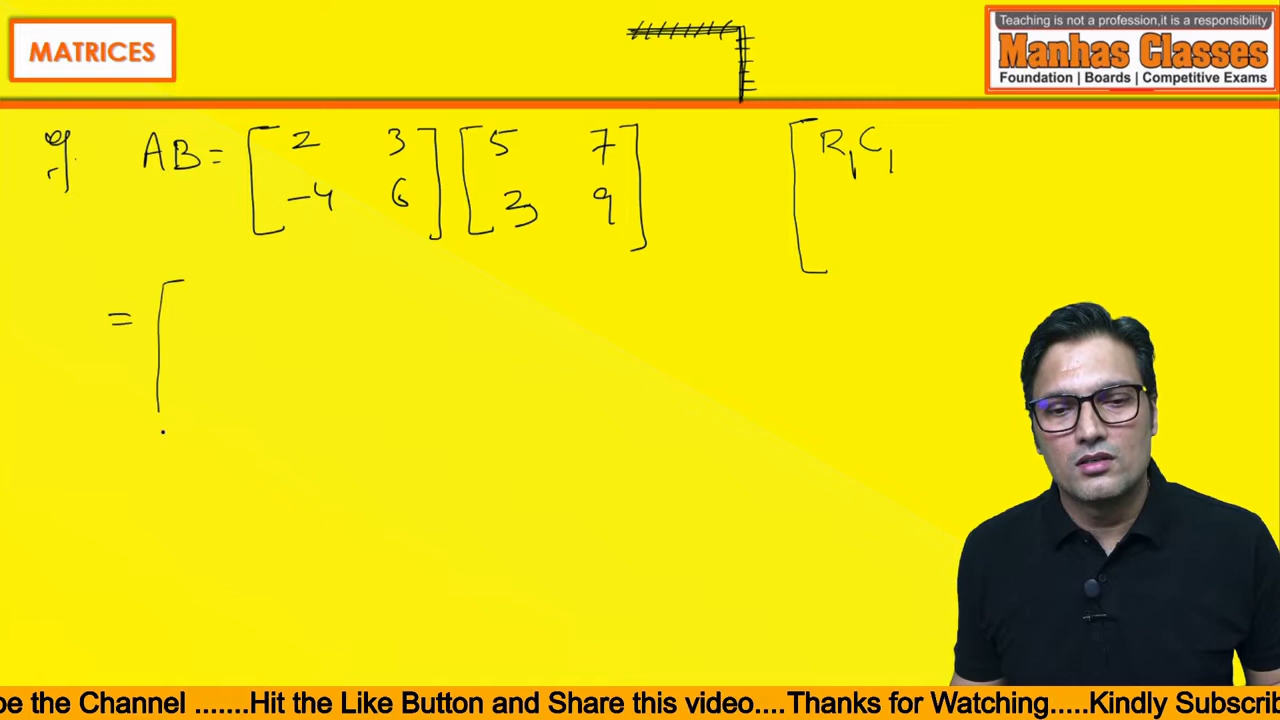 MATRICES
Teaching is not a profession,it is a responsibility
Manhas Classes
Foundation | Boards | Competitive Exams
eg. AB = [ 2 3 ] [ 5 7 ] [ R₁C₁
-4 6 3 9
= [
be the Channel .......Hit the Like Button and Share this video....Thanks for Watching.....Kindly Subscrib